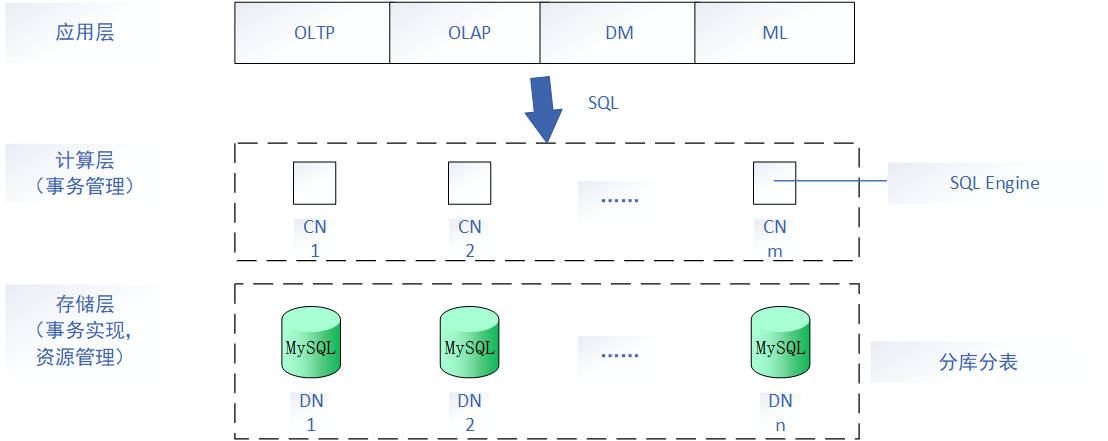 应用层
OLTP
OLAP
DM
ML
SQL
计算层
（事务管理）
CN
1
CN
2
……
CN
m
SQL Engine
存储层
（事务实现，
资源管理）
MySQL
MySQL
……
MySQL
DN
1
DN
2
DN
n
分库分表